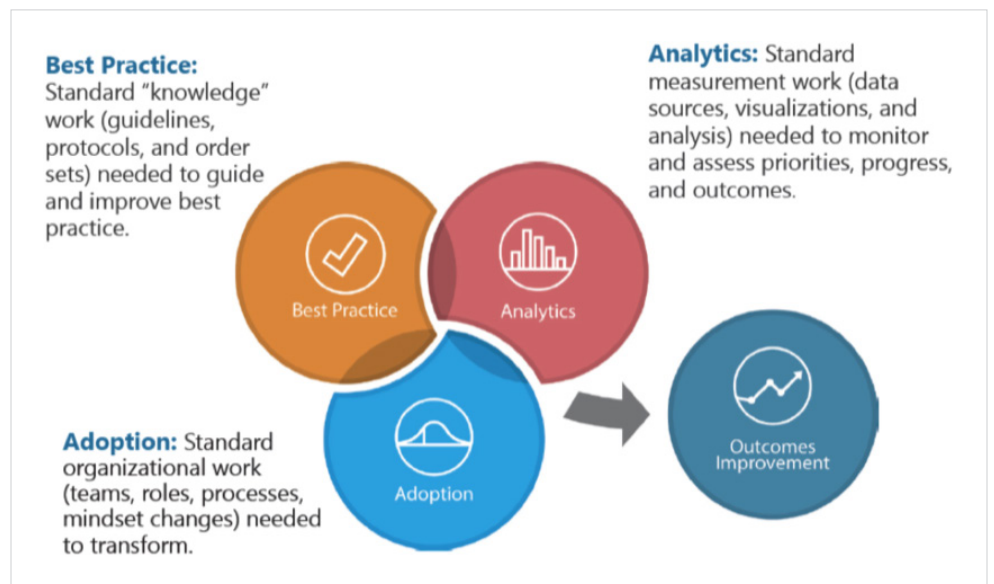 Best Practice:
Standard “knowledge”
work (guidelines,
protocols, and order
sets) needed to guide
and improve best
practice.
Analytics: Standard
measurement work (data
sources, visualizations, and
analysis) needed to monitor
and assess priorities, progress,
and outcomes.
Best Practice
Analytics
Adoption: Standard
organizational work
(teams, roles, processes,
mindset changes) needed
to transform.
Adoption
Outcomes
Improvement